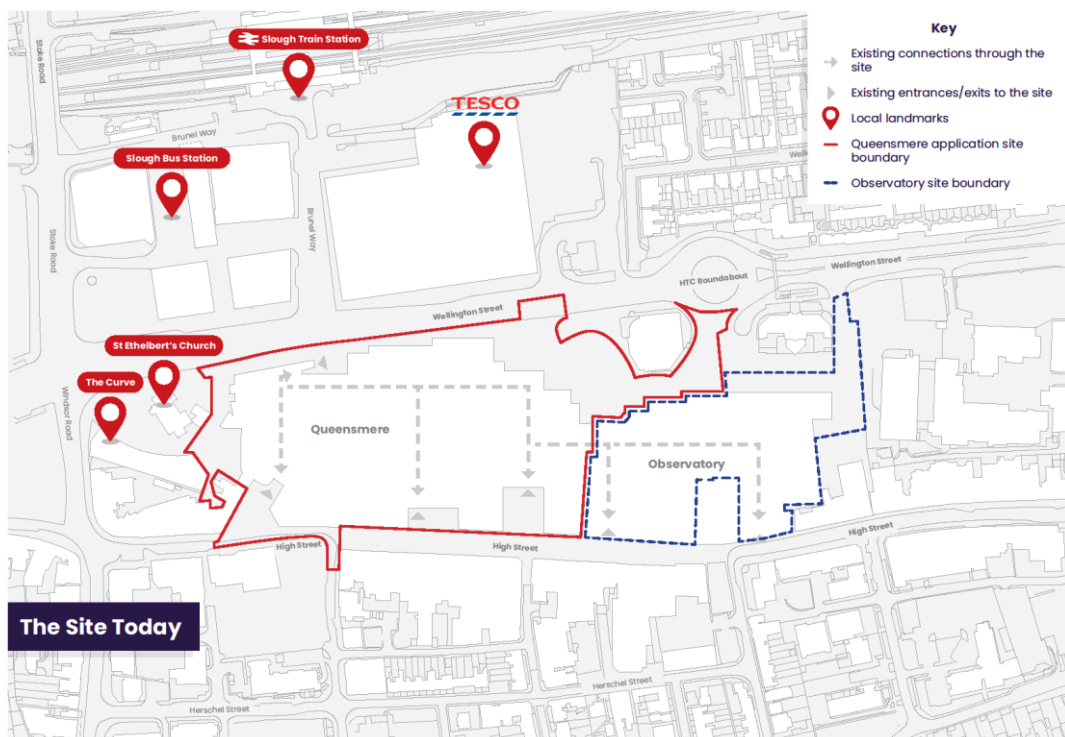 Key
Existing connections through the
site
Existing entrances/exits to the site
Local landmarks
Queensmere application site
boundary
Observatory site boundary
Stoke Road
Slough Train Station
TESCO
Brunel Way
Slough Bus Station
Brunel Way
Stoke Road
Wellington Street
HTC Roundabout
Wellington Street
St Ethelbert's Church
The Curve
Windsor Road
Queensmere
Observatory
High Street
High Street
High Street
The Site Today
Herschel Street
Herschel Street